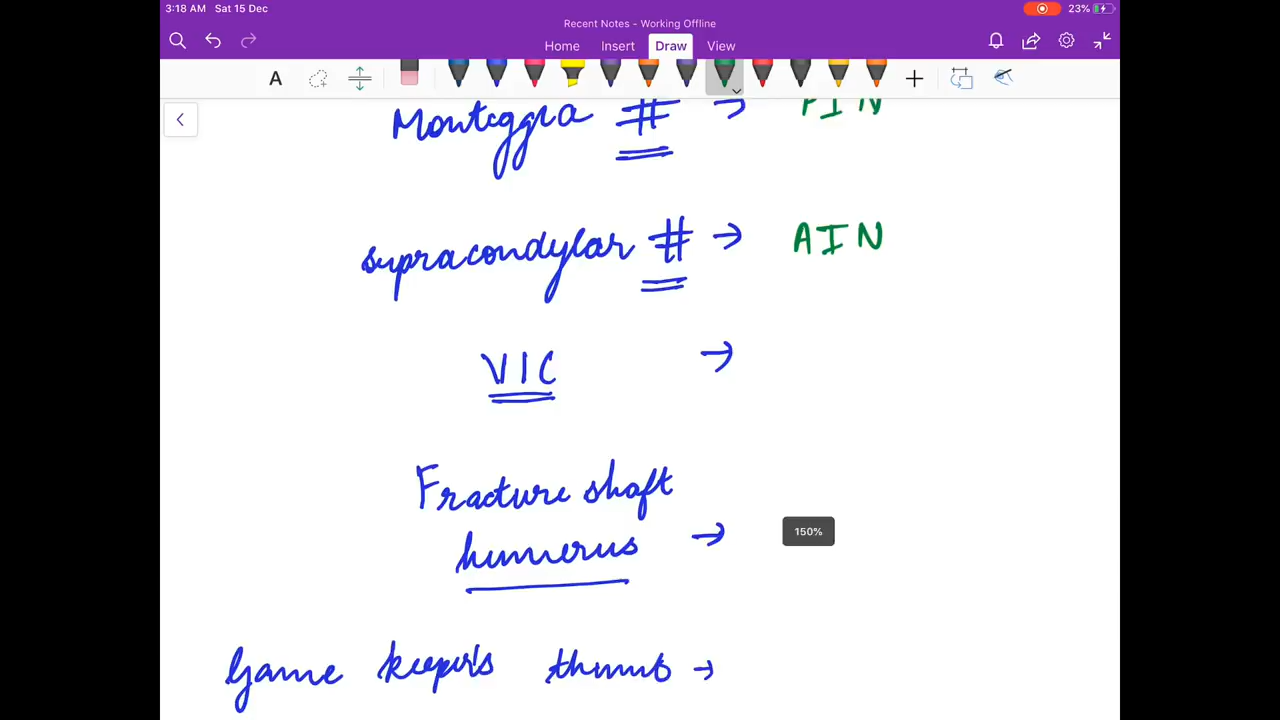 3:18 AM Sat 15 Dec
23%
Recent Notes - Working Offline
Home Insert Draw View
A
Monteggia # → PIN
supracondylar # → AIN
VIC →
Fracture shaft
humerus →
150%
Game keeper's thumb →